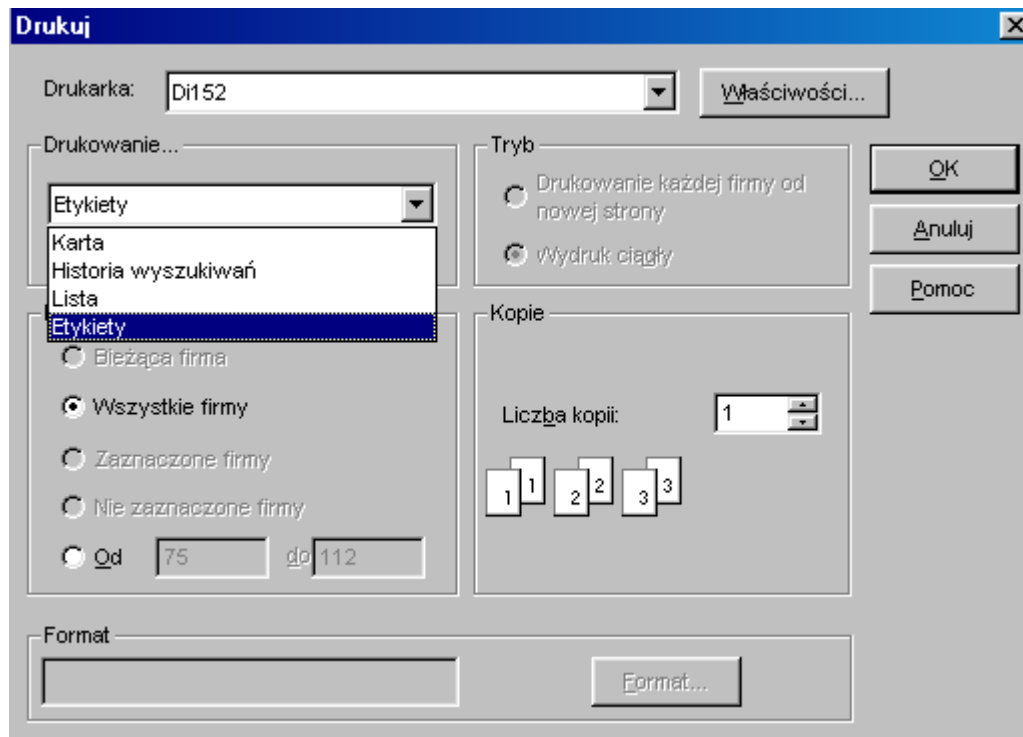 Drukuj
Drukarka:
Di152
Właściwości...
Drukowanie...
Etykiety
Karta
Historia wyszukiwań
Lista
Etykiety
Bieżąca firma
Wszystkie firmy
Zaznaczone firmy
Nie zaznaczone firmy
Od 75 do 112
Tryb
Drukowanie każdej firmy od
nowej strony
Wydruk ciągły
OK
Anuluj
Pomoc
Kopie
Liczba kopii: 1
1 1 2 2 3 3
Format
Format...